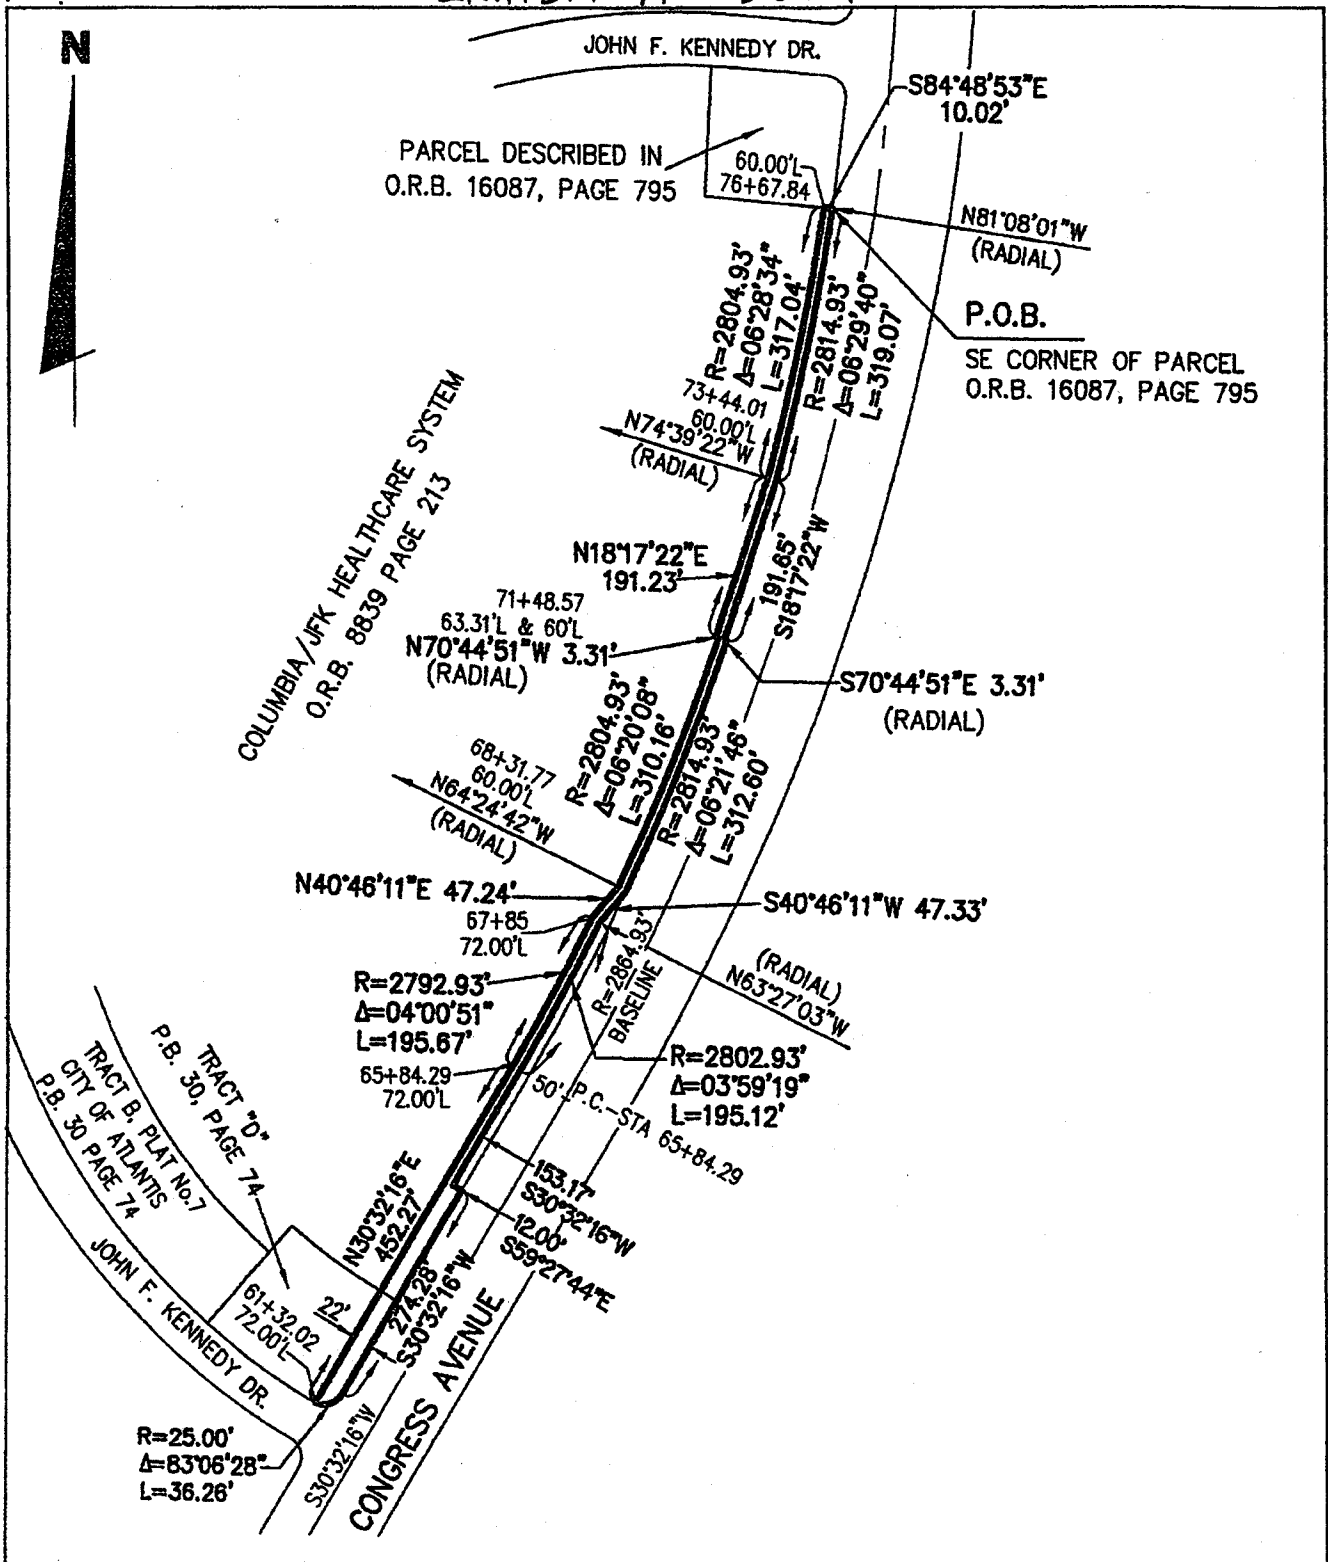 N
JOHN F. KENNEDY DR.
S84°48'53"E
10.02'
PARCEL DESCRIBED IN
O.R.B. 16087, PAGE 795
60.00'L
76+67.84
N81°08'01"W
(RADIAL)
P.O.B.
SE CORNER OF PARCEL
O.R.B. 16087, PAGE 795
R=2804.93'
Δ=06°28'34"
L=317.04'
R=2814.93'
Δ=06°29'40"
L=319.07'
73+44.01
60.00'L
N74°39'22"W
(RADIAL)
COLUMBIA/JFK HEALTHCARE SYSTEM
O.R.B. 8839 PAGE 213
N18°17'22"E
191.23'
191.65'
S18°17'22"W
71+48.57
63.31'L & 60'L
N70°44'51"W 3.31'
(RADIAL)
S70°44'51"E 3.31'
(RADIAL)
R=2804.93'
Δ=06°20'08"
L=310.16'
R=2814.93'
Δ=06°21'46"
L=312.60'
68+31.77
60.00'L
N64°24'42"W
(RADIAL)
N40°46'11"E 47.24'
S40°46'11"W 47.33'
67+85
72.00'L
(RADIAL)
N63°27'03"W
R=2864.93'
BASELINE
R=2792.93'
Δ=04°00'51"
L=195.67'
R=2802.93'
Δ=03°59'19"
L=195.12'
65+84.29
72.00'L
50'
P.C.-STA 65+84.29
TRACT "D"
P.B. 30, PAGE 74
TRACT B, PLAT No.7
CITY OF ATLANTIS
P.B. 30 PAGE 74
153.17'
S30°32'16"W
12.00'
S59°27'44"E
N30°32'16"E
452.27'
274.28'
S30°32'16"W
JOHN F. KENNEDY DR.
61+32.02
72.00'L
22'
CONGRESS AVENUE
S30°32'16"W
R=25.00'
Δ=83°06'28"
L=36.26'